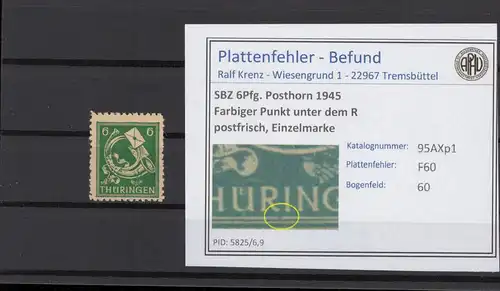 Plattenfehler - Befund
Ralf Krenz - Wiesengrund 1 - 22967 Tremsbüttel
SBZ 6Pfg. Posthorn 1945
Farbiger Punkt unter dem R
postfrisch, Einzelmarke
Katalognummer: 95AXp1
Plattenfehler: F60
Bogenfeld: 60
HÜRING
PID: 5825/6,9
6 6
THÜRINGEN